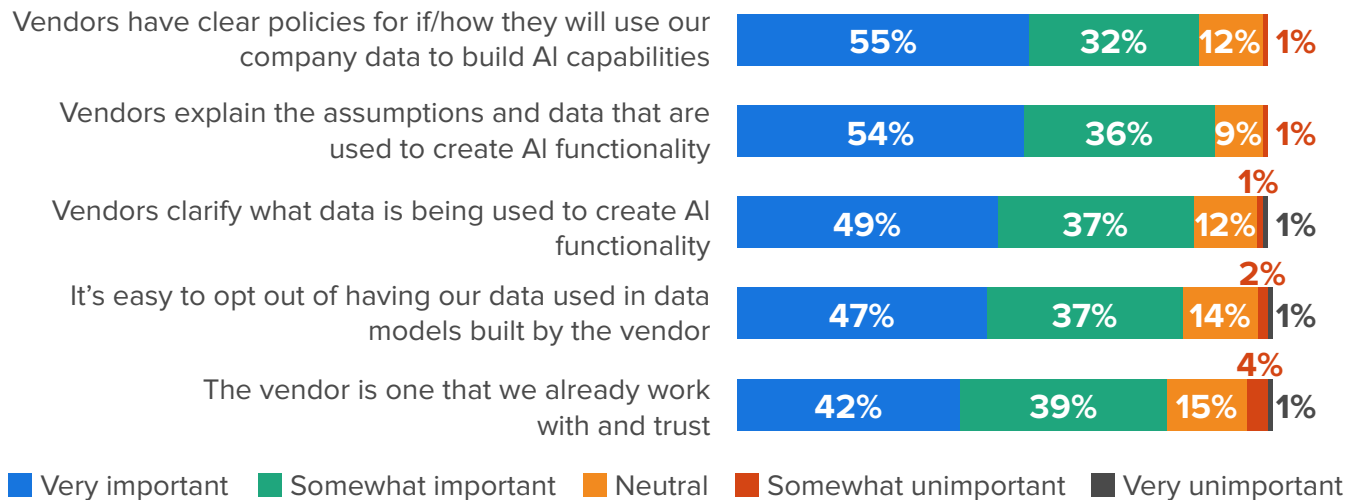 Vendors have clear policies for if/how they will use our
company data to build AI capabilities
55% 32% 12% 1%
Vendors explain the assumptions and data that are
used to create AI functionality
54% 36% 9% 1%
1%
Vendors clarify what data is being used to create AI
functionality
49% 37% 12% 1%
2%
It’s easy to opt out of having our data used in data
models built by the vendor
47% 37% 14% 1%
4%
The vendor is one that we already work
with and trust
42% 39% 15% 1%
Very important Somewhat important Neutral Somewhat unimportant Very unimportant